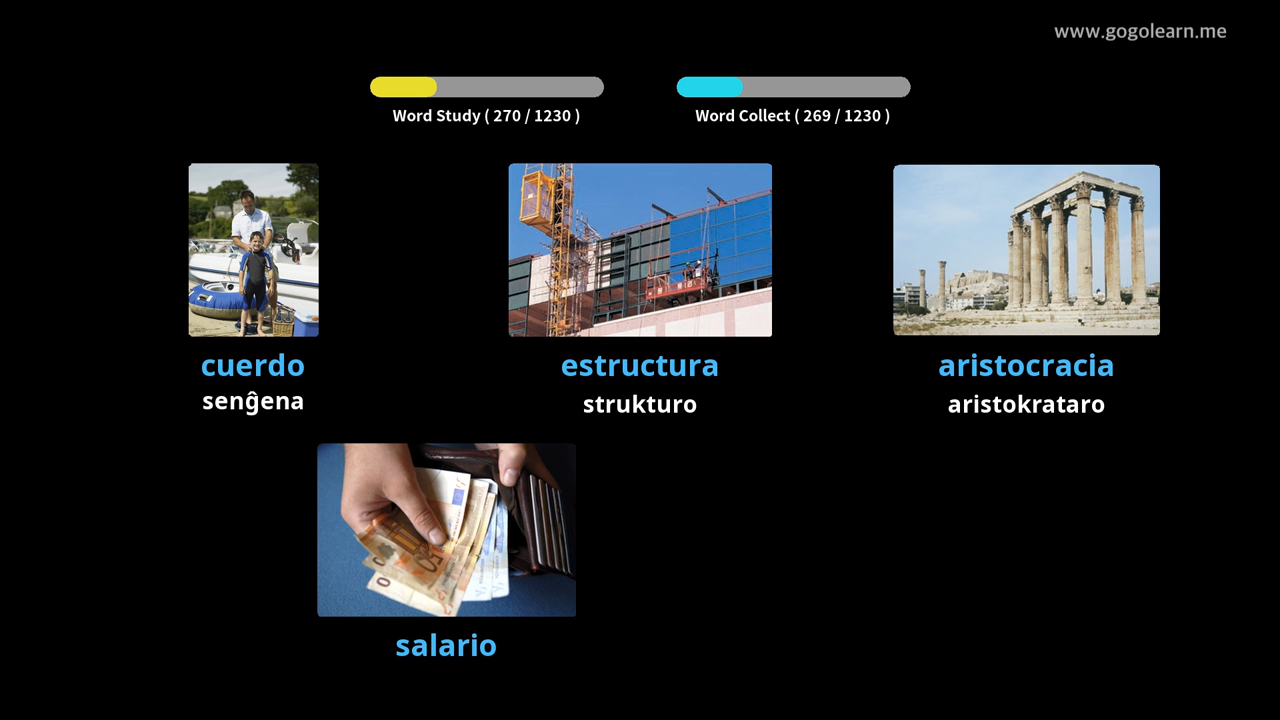 www.gogolearn.me
Word Study ( 270 / 1230 )
Word Collect ( 269 / 1230 )
cuerdo
senĝena
estructura
strukturo
aristocracia
aristokrataro
salario